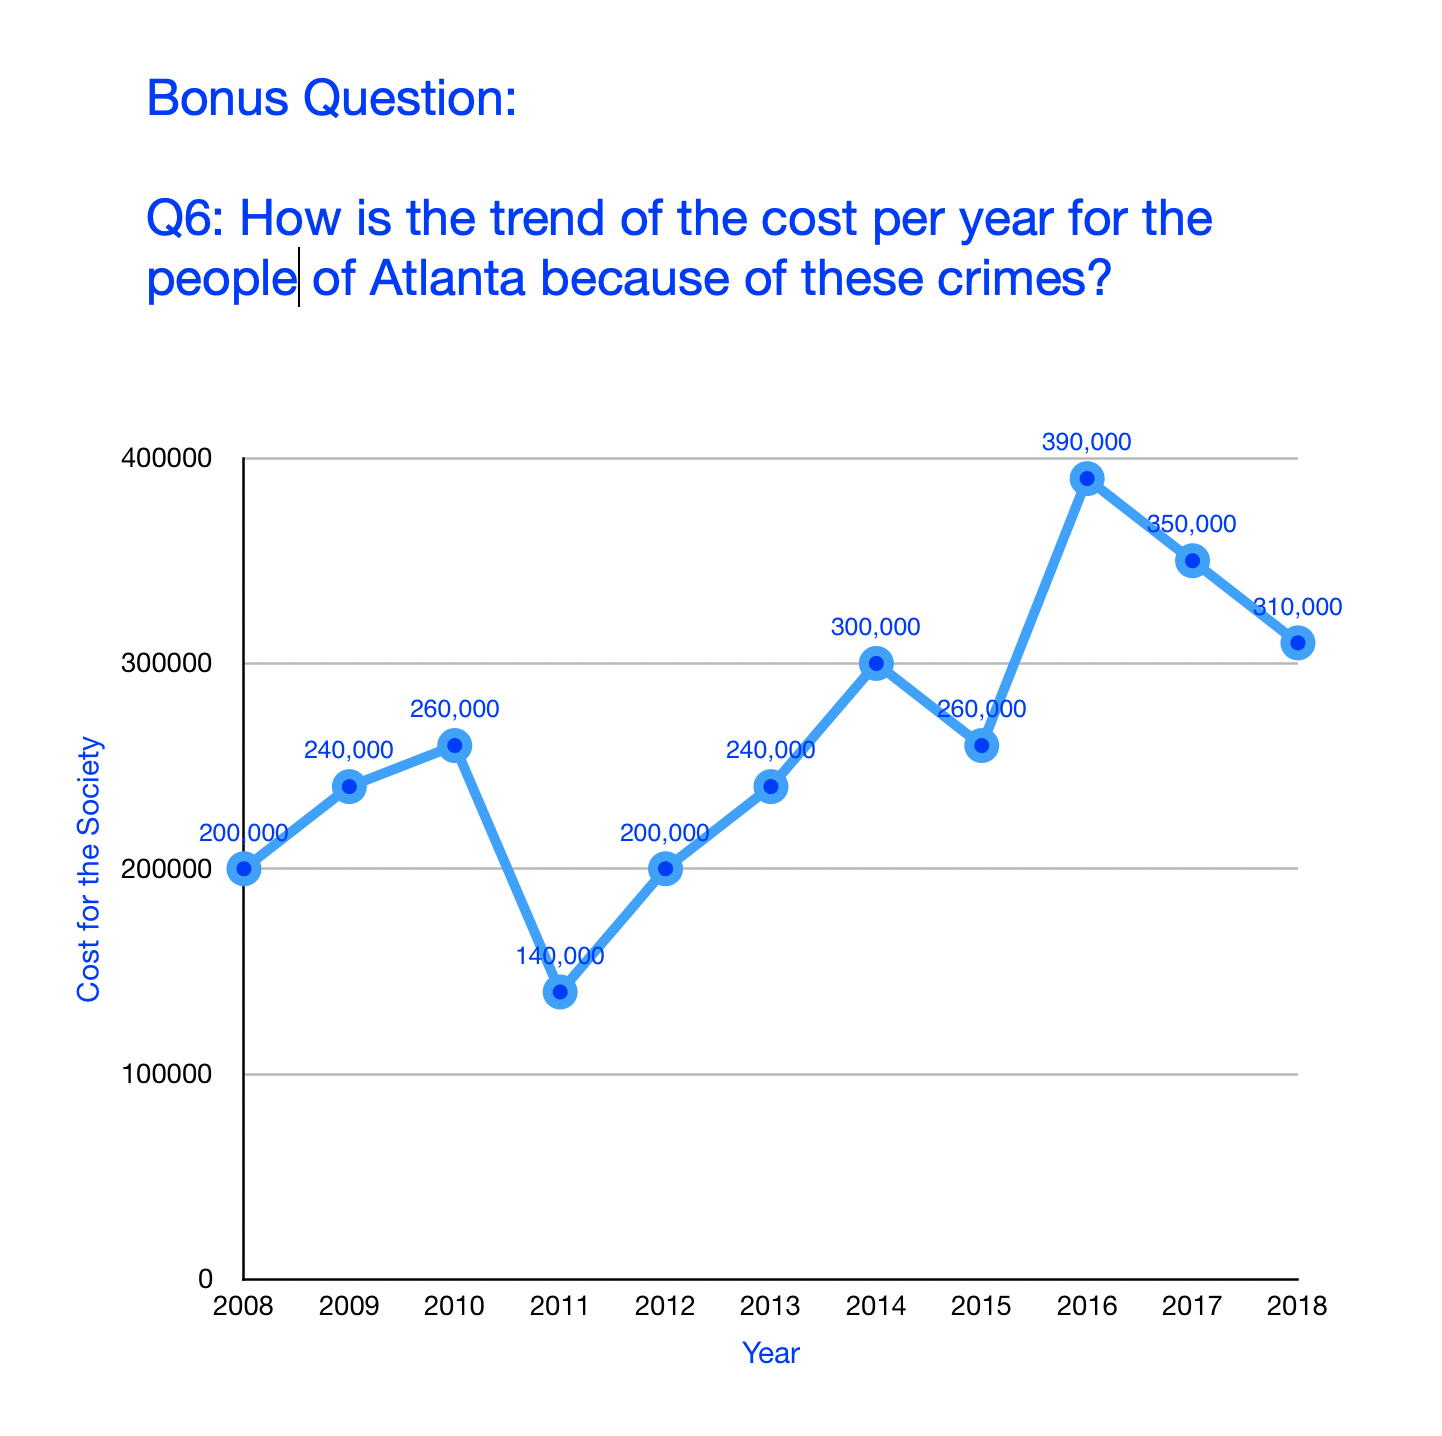 Bonus Question:
Q6: How is the trend of the cost per year for the
people of Atlanta because of these crimes?
400000
300000
200000
100000
0
Cost for the Society
200,000
240,000
260,000
140,000
200,000
240,000
300,000
260,000
390,000
350,000
310,000
2008 2009 2010 2011 2012 2013 2014 2015 2016 2017 2018
Year